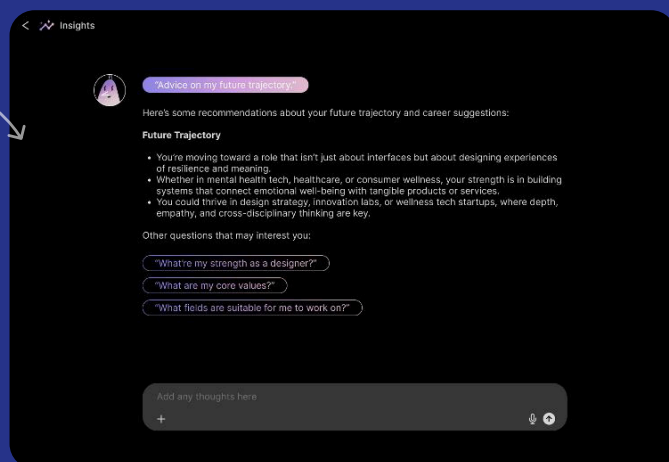 Insights
“Advice on my future trajectory.”
Here's some recommendations about your future trajectory and career suggestions:
Future Trajectory
• You're moving toward a role that isn't just about interfaces but about designing experiences
of resilience and meaning.
• Whether in mental health tech, healthcare, or consumer wellness, your strength is in building
systems that connect emotional well-being with tangible products or services.
• You could thrive in design strategy, innovation labs, or wellness tech startups, where depth,
empathy, and cross-disciplinary thinking are key.
Other questions that may interest you:
“What're my strength as a designer?”
“What are my core values?”
“What fields are suitable for me to work on?”
Add any thoughts here